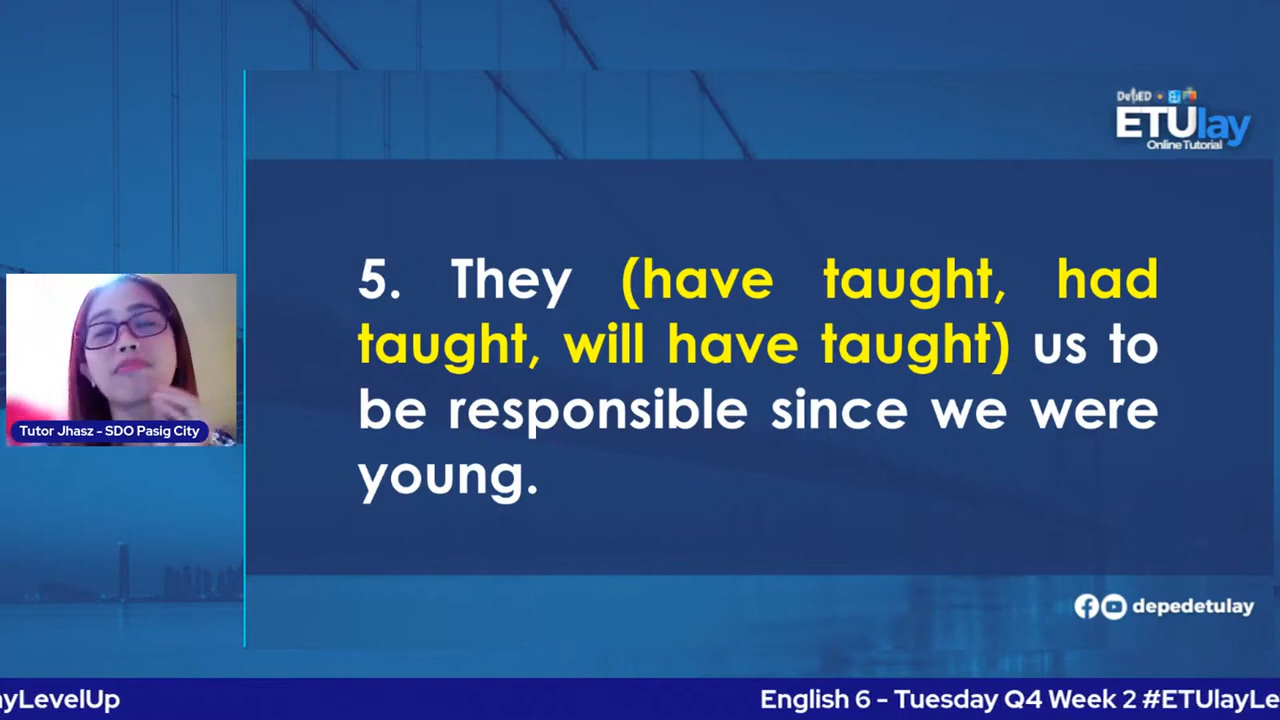 DepED
ETUlay
Online Tutorial
5. They (have taught, had
taught, will have taught) us to
be responsible since we were
young.
Tutor Jhasz - SDO Pasig City
depedetulay
ayLevelUp
English 6 - Tuesday Q4 Week 2 #ETUlayLe